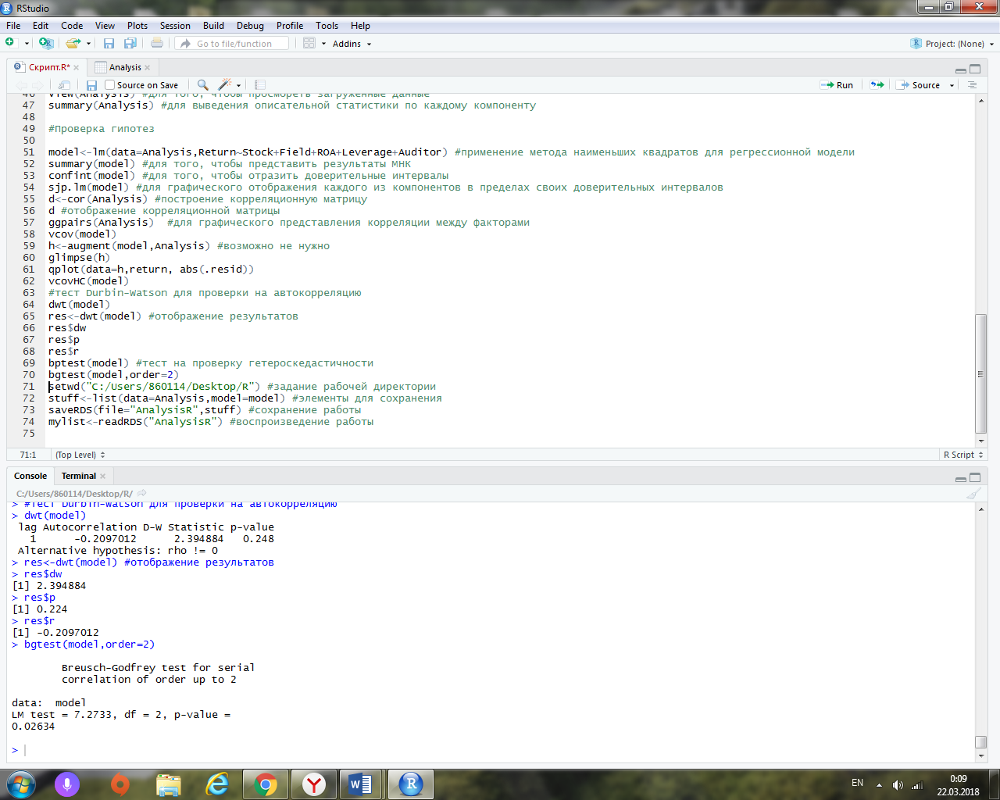 RStudio
File Edit Code View Plots Session Build Debug Profile Tools Help
Go to file/function Addins Project: (None)
Скрипт.R* Analysis
Source on Save Run Source
46 View(Analysis) #для того, чтобы просмореть загруженные данные
47 summary(Analysis) #для выведения описательной статистики по каждому компоненту
48
49 #Проверка гипотез
50
51 model<-lm(data=Analysis,Return~Stock+Field+ROA+Leverage+Auditor) #применение метода наименьших квадратов для регрессионной модели
52 summary(model) #для того, чтобы представить результаты МНК
53 confint(model) #для того, чтобы отразить доверительные интервалы
54 sjp.lm(model) #для графического отображения каждого из компонентов в пределах своих доверительных интервалов
55 d<-cor(Analysis) #построение корреляционную матрицу
56 d #отображение корреляционной матрицы
57 ggpairs(Analysis)  #для графического представления корреляции между факторами
58 vcov(model)
59 h<-augment(model,Analysis) #возможно не нужно
60 glimpse(h)
61 qplot(data=h,return, abs(.resid))
62 vcovHC(model)
63 #тест Durbin-Watson для проверки на автокорреляцию
64 dwt(model)
65 res<-dwt(model) #отображение результатов
66 res$dw
67 res$p
68 res$r
69 bptest(model) #тест на проверку гетероскедастичности
70 bgtest(model,order=2)
71 setwd("C:/Users/860114/Desktop/R") #задание рабочей директории
72 stuff<-list(data=Analysis,model=model) #элементы для сохранения
73 saveRDS(file="AnalysisR",stuff) #сохранение работы
74 mylist<-readRDS("AnalysisR") #воспроизведение работы
75
71:1 (Top Level) R Script
Console Terminal
C:/Users/860114/Desktop/R/
> #тест Durbin-Watson для проверки на автокорреляцию
> dwt(model)
lag Autocorrelation D-W Statistic p-value
1 -0.2097012 2.394884 0.248
Alternative hypothesis: rho != 0
> res<-dwt(model) #отображение результатов
> res$dw
[1] 2.394884
> res$p
[1] 0.224
> res$r
[1] -0.2097012
> bgtest(model,order=2)
Breusch-Godfrey test for serial
correlation of order up to 2
data:  model
LM test = 7.2733, df = 2, p-value =
0.02634
>
EN 0:09
22.03.2018